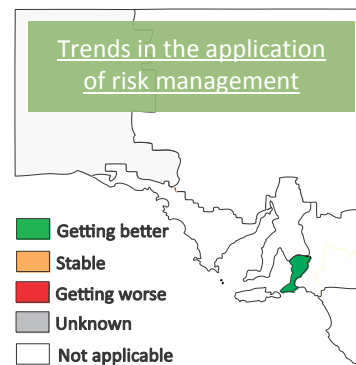 Trends in the application
of risk management
Getting better
Stable
Getting worse
Unknown
Not applicable